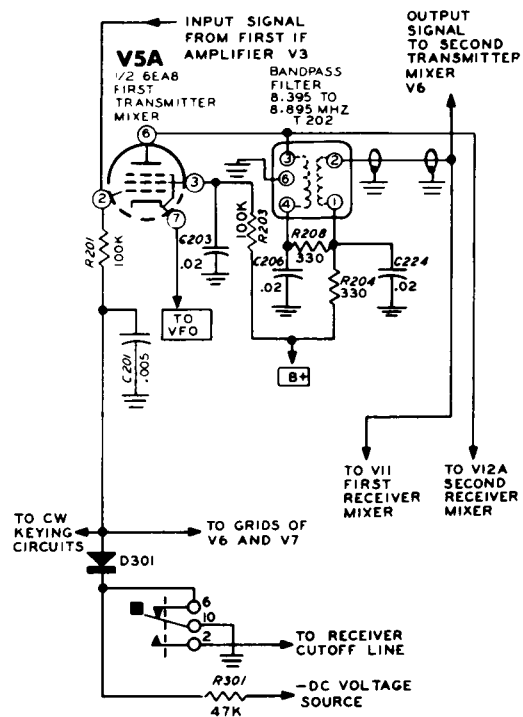 INPUT SIGNAL
FROM FIRST IF
AMPLIFIER V3
OUTPUT
SIGNAL
TO SECOND
TRANSMITTER
MIXER
V6
V5A
1/2 6EA8
FIRST
TRANSMITTER
MIXER
BANDPASS
FILTER
8.395 TO
8.895 MHZ
T 202
6
3
2
7
3
6
4
2
1
R201
100K
C203
.02
100K
R203
R208
330
C206
.02
R204
330
C224
.02
TO
VFO
C201
.005
B+
TO V11
FIRST
RECEIVER
MIXER
TO V12A
SECOND
RECEIVER
MIXER
TO CW
KEYING
CIRCUITS
TO GRIDS OF
V6 AND V7
D301
6
10
2
TO RECEIVER
CUTOFF LINE
R301
47K
-DC VOLTAGE
SOURCE